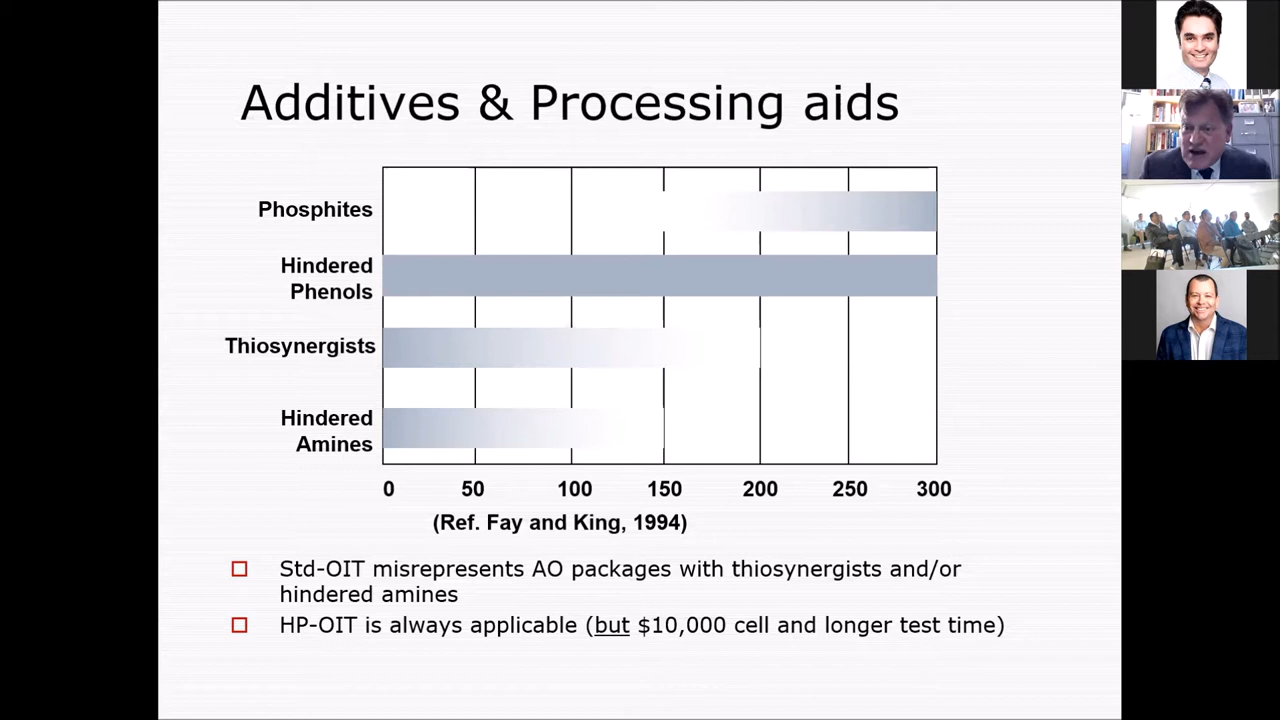 Additives & Processing aids
Phosphites
Hindered
Phenols
Thiosynergists
Hindered
Amines
0 50 100 150 200 250 300
(Ref. Fay and King, 1994)
Std-OIT misrepresents AO packages with thiosynergists and/or
hindered amines
HP-OIT is always applicable (but $10,000 cell and longer test time)